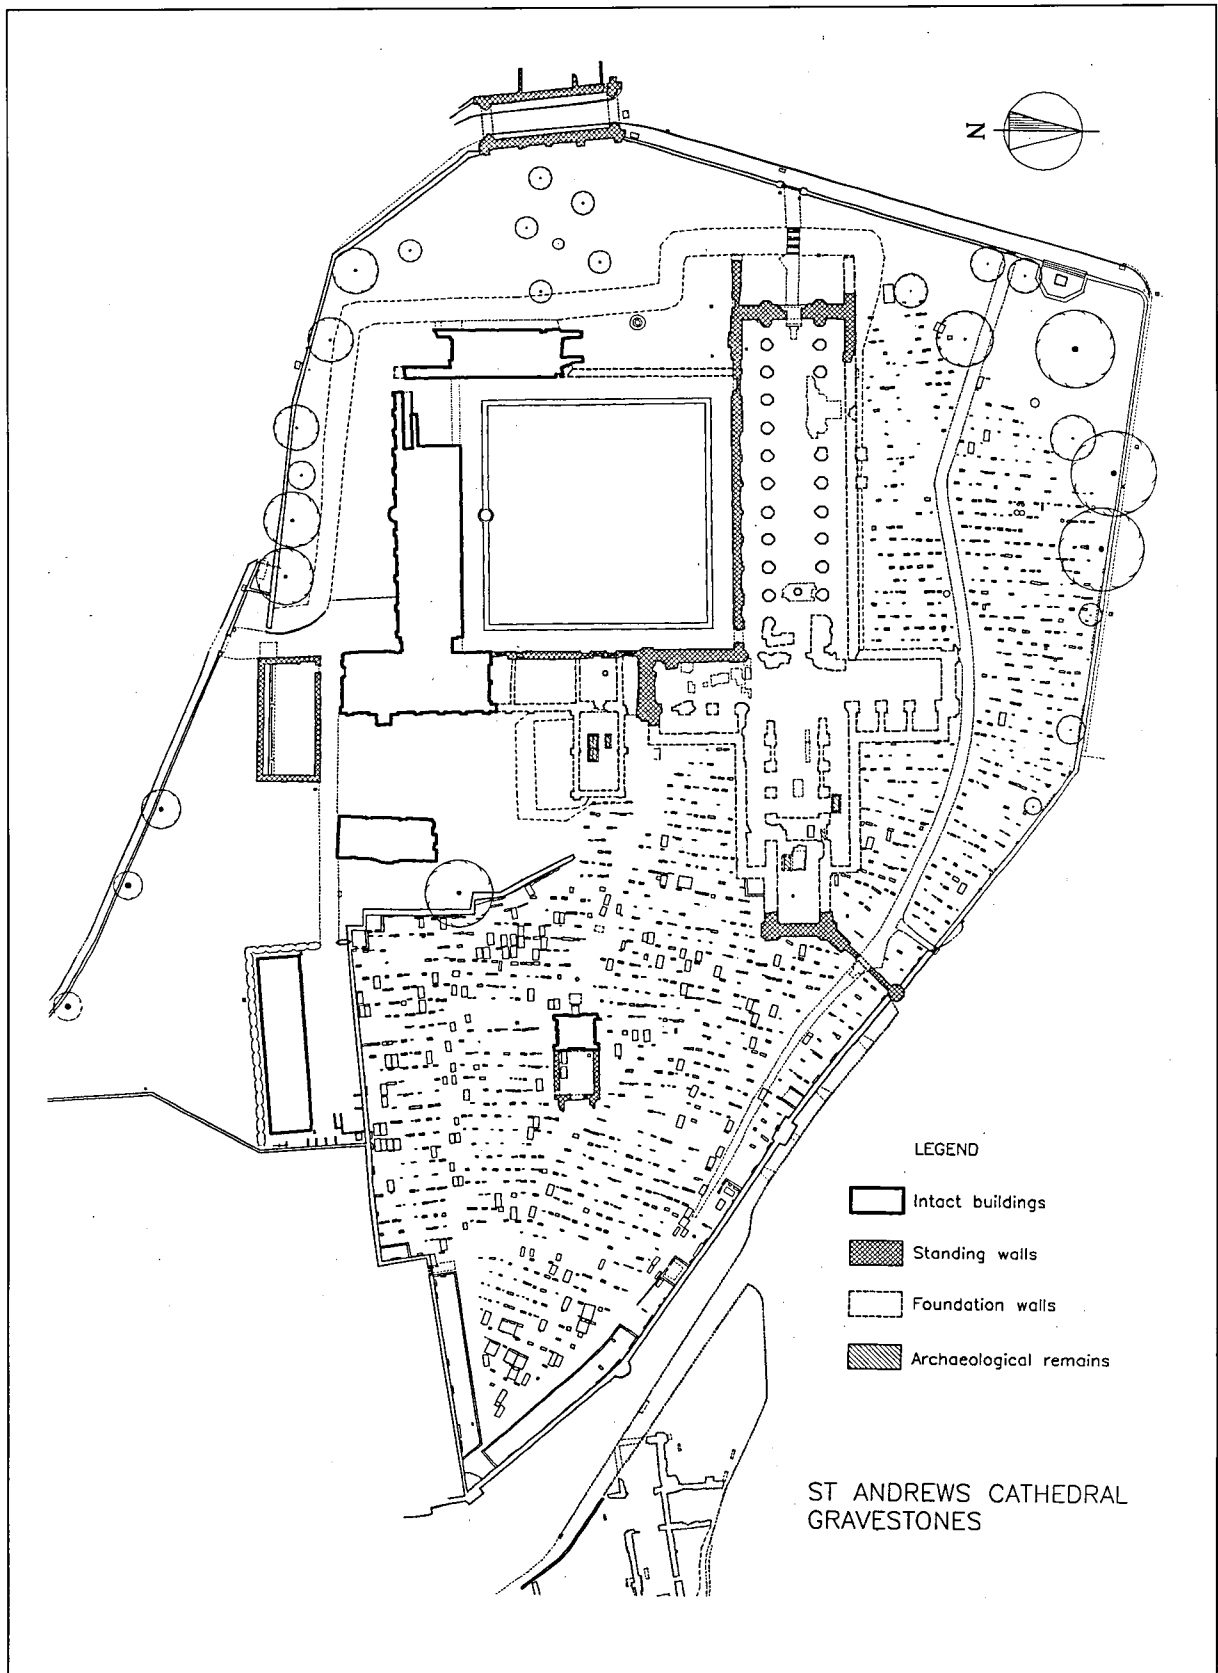 N
LEGEND
Intact buildings
Standing walls
Foundation walls
Archaeological remains
ST ANDREWS CATHEDRAL
GRAVESTONES